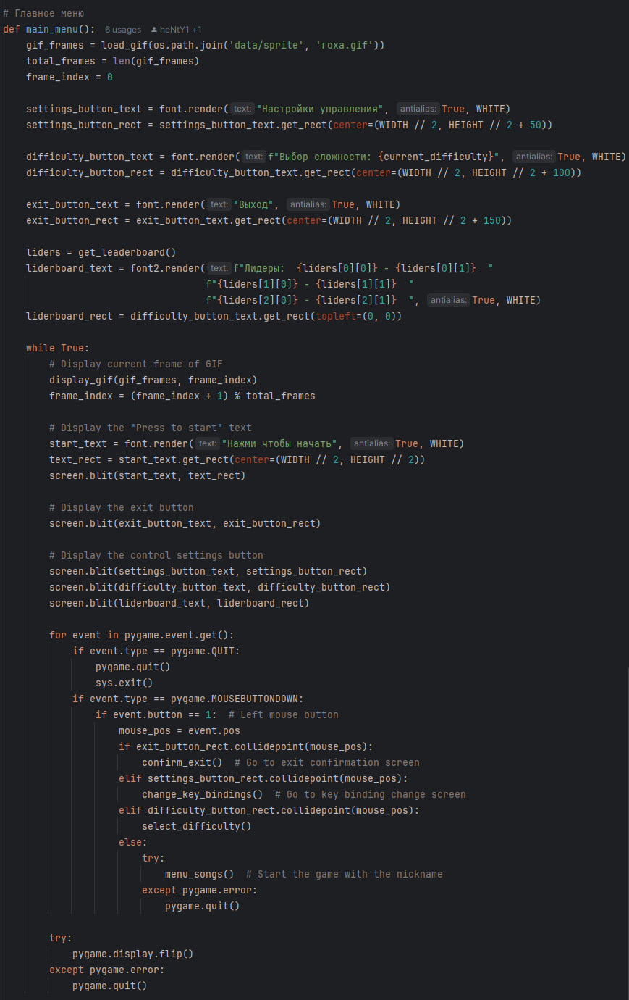 # Главное меню
def main_menu(): 6 usages heNtY1 +1
    gif_frames = load_gif(os.path.join('data/sprite', 'roxa.gif'))
    total_frames = len(gif_frames)
    frame_index = 0

    settings_button_text = font.render( text: "Настройки управления", antialias: True, WHITE)
    settings_button_rect = settings_button_text.get_rect(center=(WIDTH // 2, HEIGHT // 2 + 50))

    difficulty_button_text = font.render( text: f"Выбор сложности: {current_difficulty}", antialias: True, WHITE)
    difficulty_button_rect = difficulty_button_text.get_rect(center=(WIDTH // 2, HEIGHT // 2 + 100))

    exit_button_text = font.render( text: "Выход", antialias: True, WHITE)
    exit_button_rect = exit_button_text.get_rect(center=(WIDTH // 2, HEIGHT // 2 + 150))

    liders = get_leaderboard()
    liderboard_text = font2.render( text: f"Лидеры:  {liders[0][0]} - {liders[0][1]}  "
                               f"{liders[1][0]} - {liders[1][1]}  "
                               f"{liders[2][0]} - {liders[2][1]}  ", antialias: True, WHITE)
    liderboard_rect = difficulty_button_text.get_rect(topleft=(0, 0))

    while True:
        # Display current frame of GIF
        display_gif(gif_frames, frame_index)
        frame_index = (frame_index + 1) % total_frames

        # Display the "Press to start" text
        start_text = font.render( text: "Нажми чтобы начать", antialias: True, WHITE)
        text_rect = start_text.get_rect(center=(WIDTH // 2, HEIGHT // 2))
        screen.blit(start_text, text_rect)

        # Display the exit button
        screen.blit(exit_button_text, exit_button_rect)

        # Display the control settings button
        screen.blit(settings_button_text, settings_button_rect)
        screen.blit(difficulty_button_text, difficulty_button_rect)
        screen.blit(liderboard_text, liderboard_rect)

        for event in pygame.event.get():
            if event.type == pygame.QUIT:
                pygame.quit()
                sys.exit()
            if event.type == pygame.MOUSEBUTTONDOWN:
                if event.button == 1:  # Left mouse button
                    mouse_pos = event.pos
                    if exit_button_rect.collidepoint(mouse_pos):
                        confirm_exit()  # Go to exit confirmation screen
                    elif settings_button_rect.collidepoint(mouse_pos):
                        change_key_bindings()  # Go to key binding change screen
                    elif difficulty_button_rect.collidepoint(mouse_pos):
                        select_difficulty()
                    else:
                        try:
                            menu_songs()  # Start the game with the nickname
                        except pygame.error:
                            pygame.quit()

        try:
            pygame.display.flip()
        except pygame.error:
            pygame.quit()